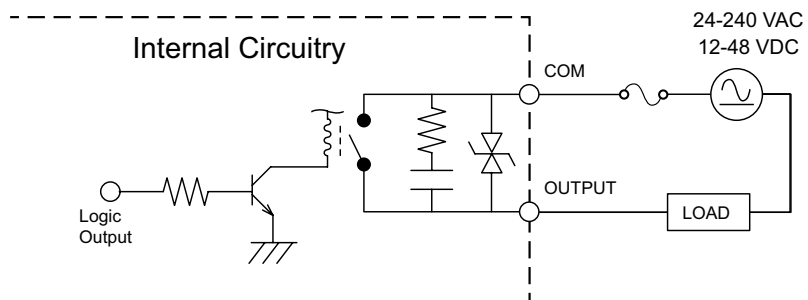 24-240 VAC
12-48 VDC
Internal Circuitry
COM
OUTPUT
LOAD
Logic
Output